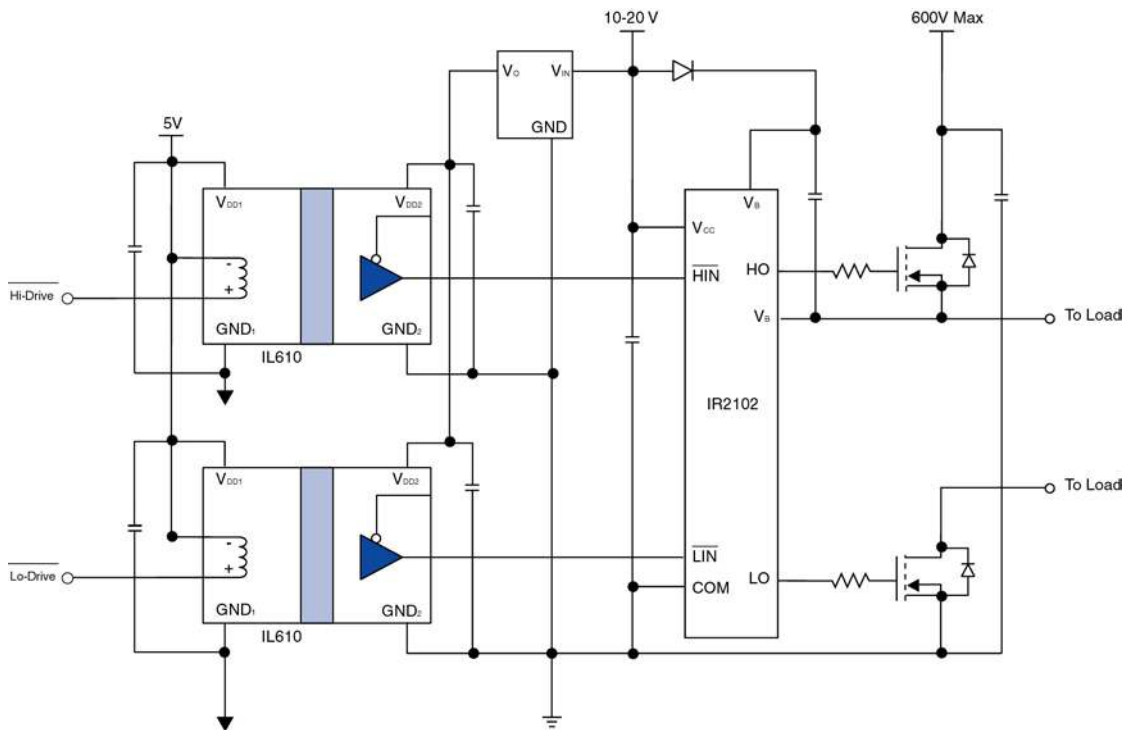 10-20 V
600V Max
VO
VIN
GND
5V
VDD1
VDD2
VB
VCC
Hi-Drive
-
+
HIN
HO
GND1
GND2
VB
To Load
IL610
IR2102
VDD1
VDD2
To Load
-
+
LIN
Lo-Drive
LO
COM
GND1
GND2
IL610